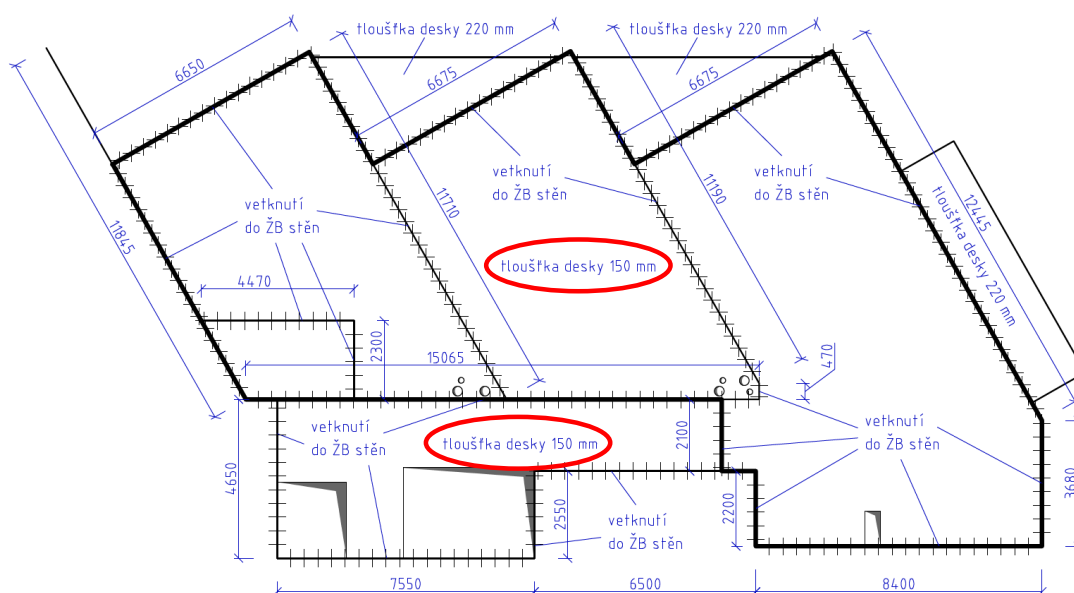 tloušťka desky 220 mm
tloušťka desky 220 mm
6650
6675
6675
vetknutí
do ŽB stěn
vetknutí
do ŽB stěn
vetknutí
do ŽB stěn
11845
11710
11190
12445
tloušťka desky 220 mm
tloušťka desky 150 mm
4470
2300
15065
470
vetknutí
do ŽB stěn
tloušťka desky 150 mm
2100
vetknutí
do ŽB stěn
4650
2550
vetknutí
do ŽB stěn
2200
3680
7550
6500
8400